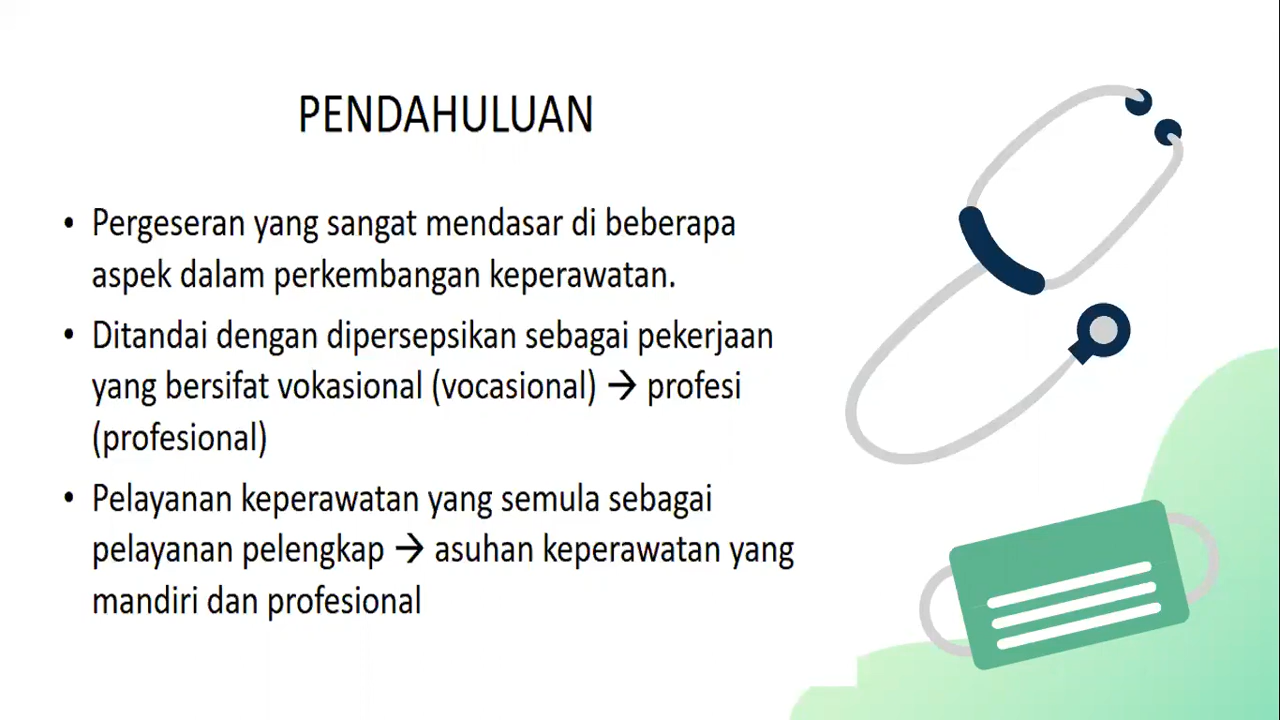 PENDAHULUAN
• Pergeseran yang sangat mendasar di beberapa
aspek dalam perkembangan keperawatan.
• Ditandai dengan dipersepsikan sebagai pekerjaan
yang bersifat vokasional (vocasional) → profesi
(profesional)
• Pelayanan keperawatan yang semula sebagai
pelayanan pelengkap → asuhan keperawatan yang
mandiri dan profesional